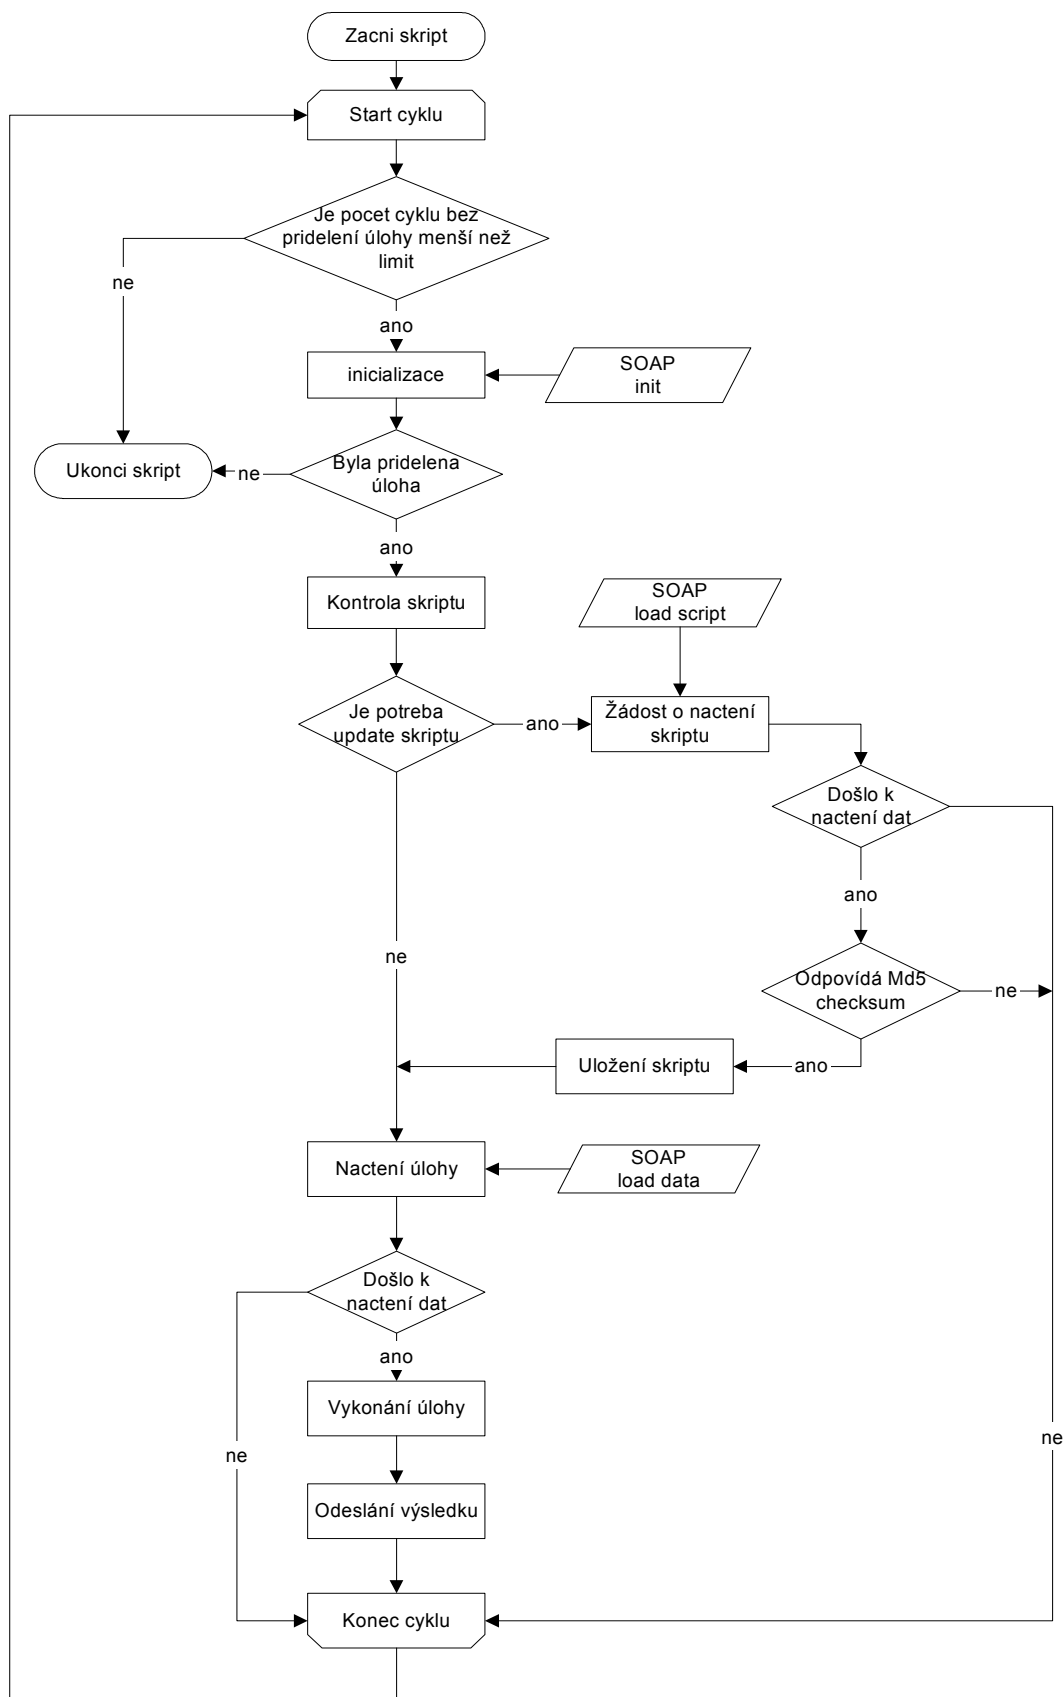 Zacni skript
Start cyklu
Je pocet cyklu bez
pridelení úlohy menší než
limit
ne
ano
SOAP
init
inicializace
Byla pridelena
úloha
ne
Ukonci skript
ano
SOAP
load script
Kontrola skriptu
Je potreba
update skriptu
ano
Žádost o nactení
skriptu
Došlo k
nactení dat
ano
ne
Odpovídá Md5
checksum
ne
Uložení skriptu
ano
Nactení úlohy
SOAP
load data
Došlo k
nactení dat
ano
Vykonání úlohy
ne
ne
Odeslání výsledku
Konec cyklu